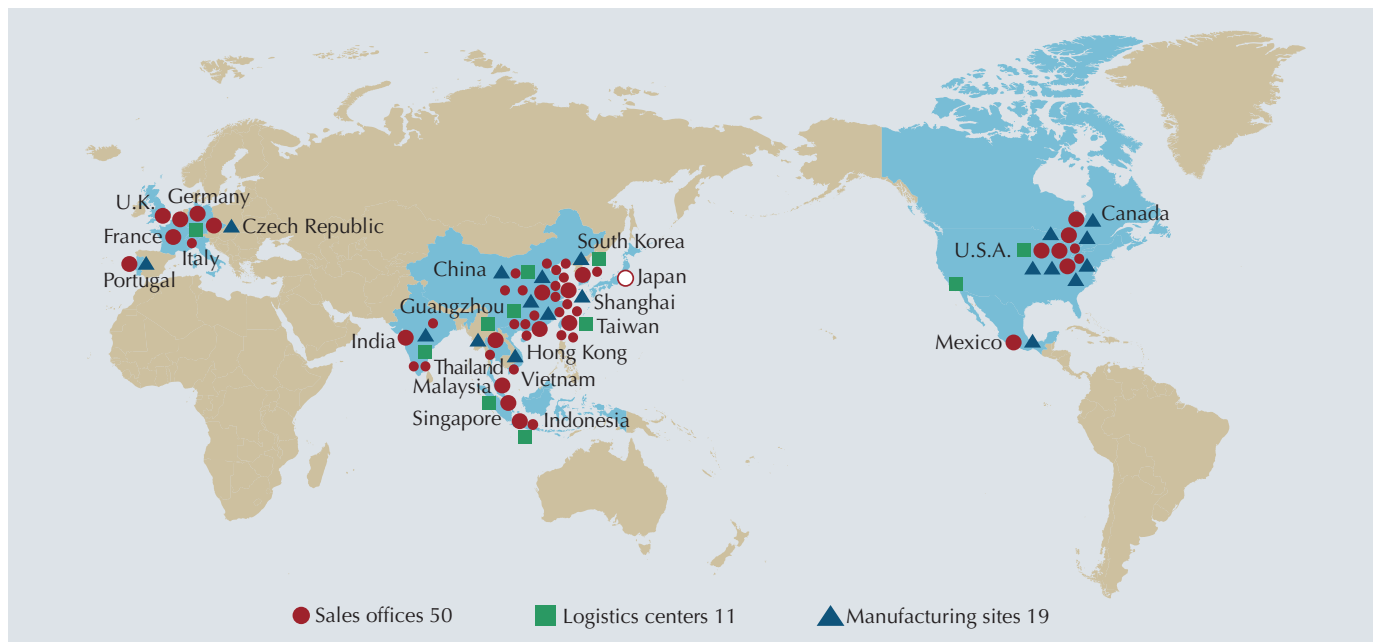 U.K.
Germany
Czech Republic
France
Italy
Portugal
South Korea
China
Japan
Guangzhou
Shanghai
Taiwan
India
Hong Kong
Thailand
Vietnam
Malaysia
Singapore
Indonesia
Canada
U.S.A.
Mexico
Sales offices 50
Logistics centers 11
Manufacturing sites 19